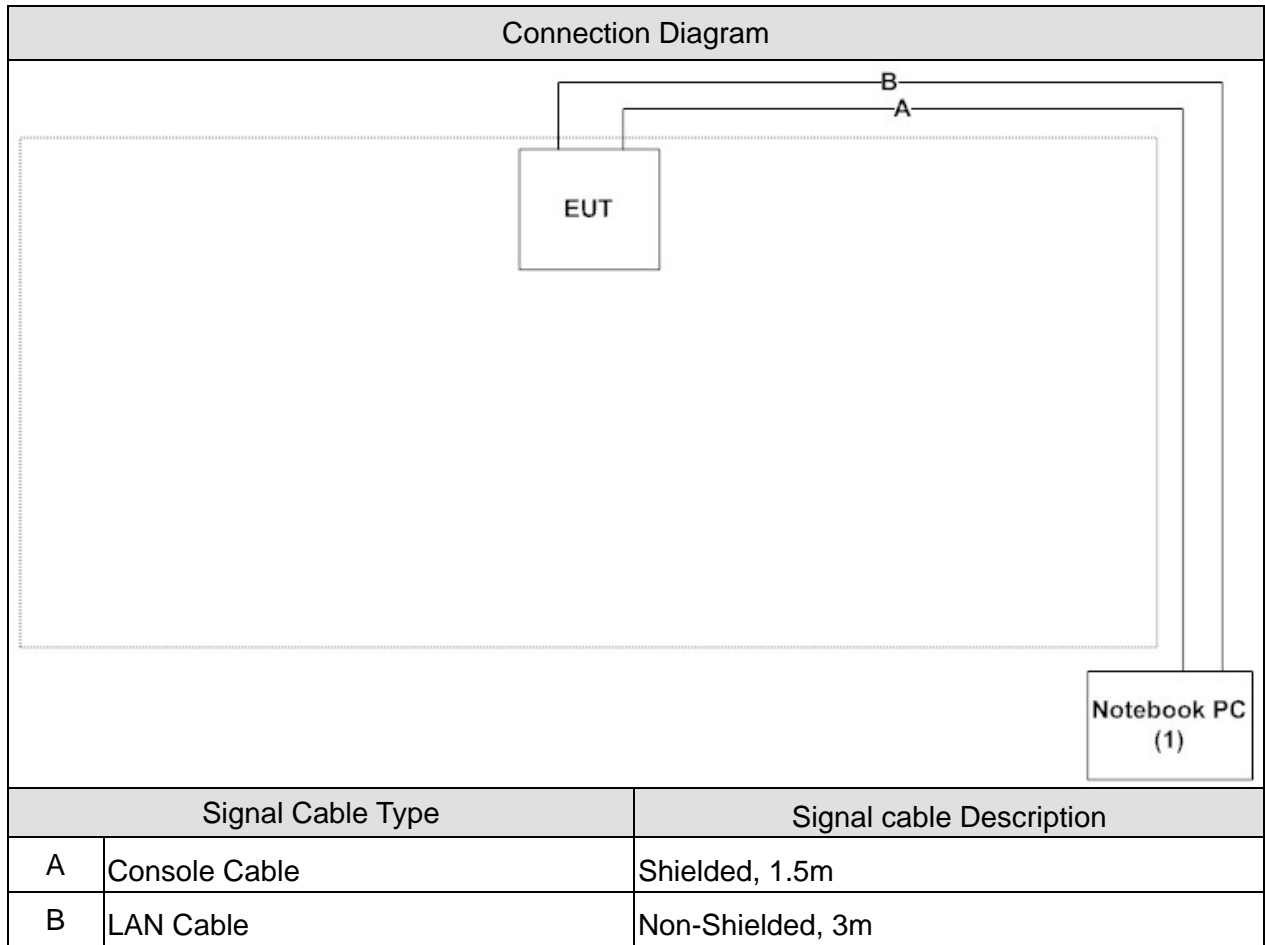 Connection Diagram
B
A
EUT
Notebook PC
(1)
Signal Cable Type Signal cable Description
A Console Cable Shielded, 1.5m
B LAN Cable Non-Shielded, 3m